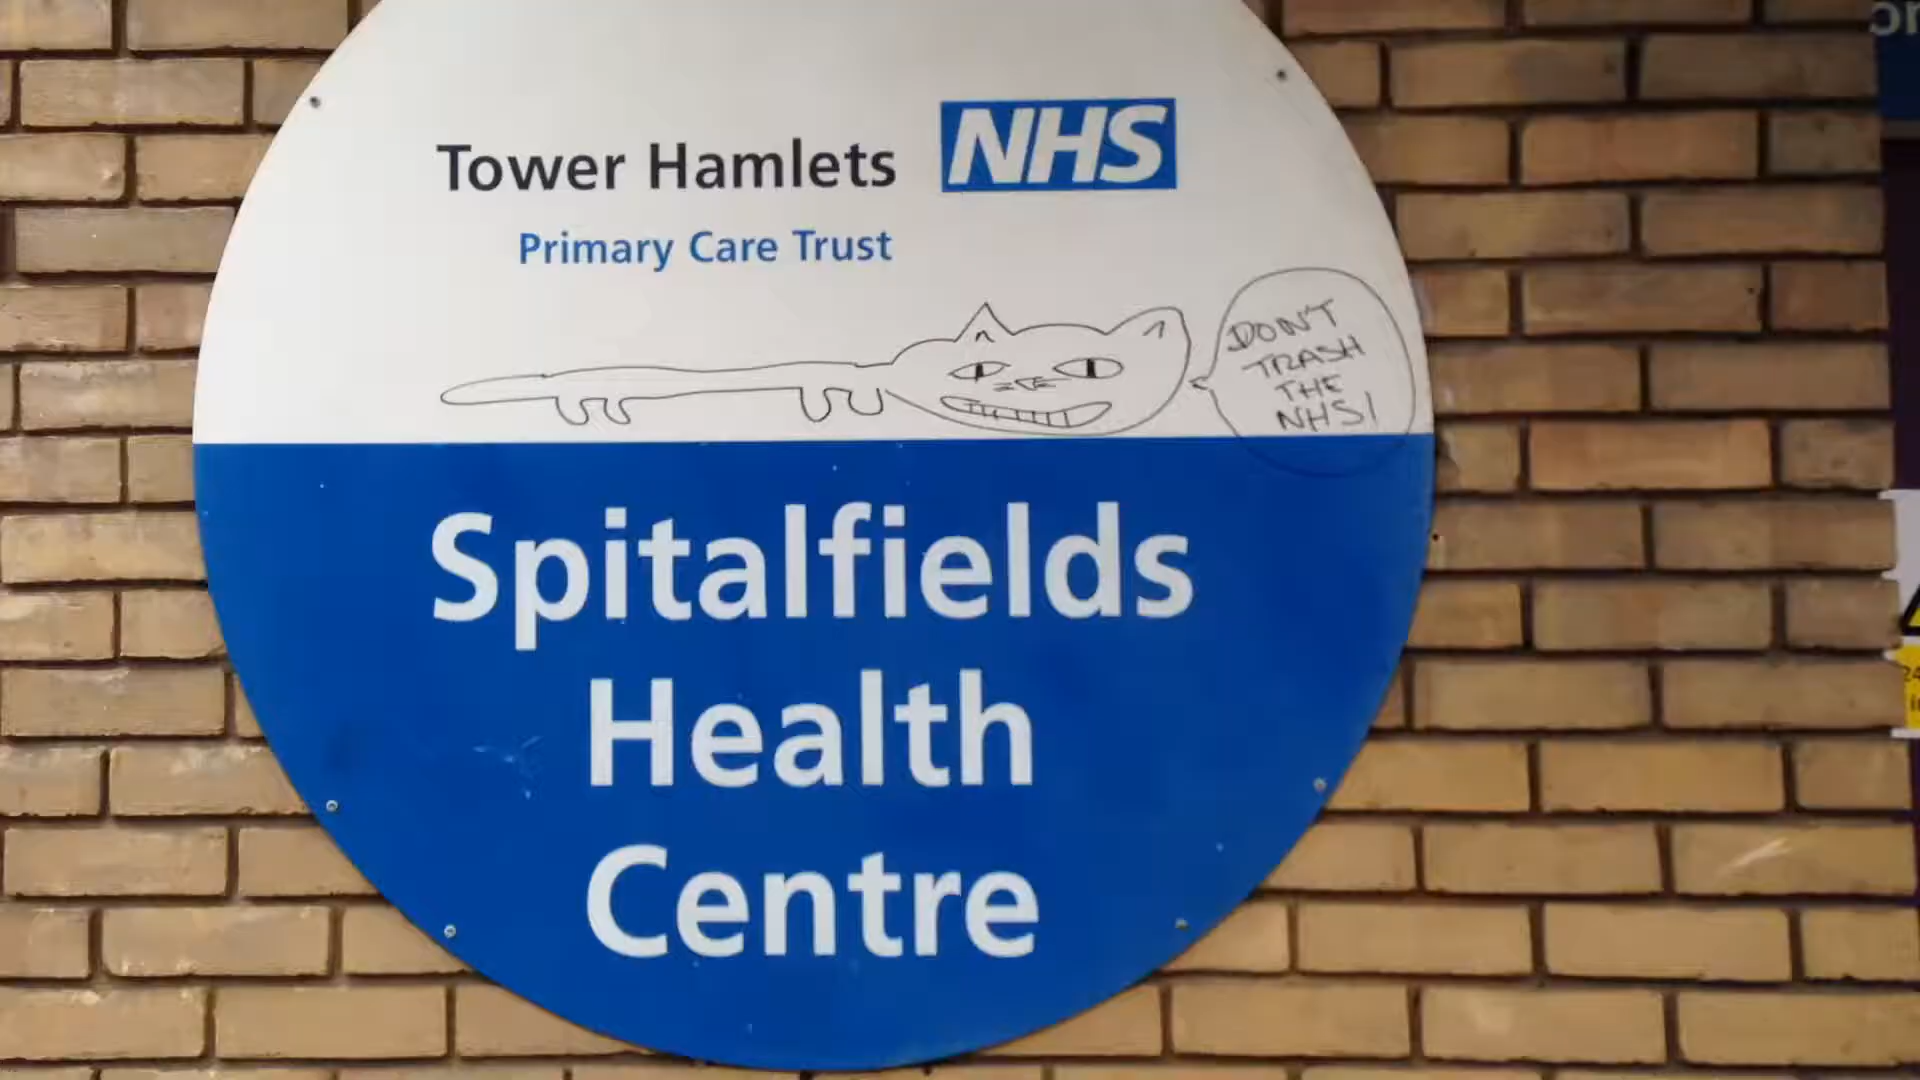 Tower Hamlets NHS
Primary Care Trust
DON'T
TRASH
THE
NHS!
Spitalfields
Health
Centre